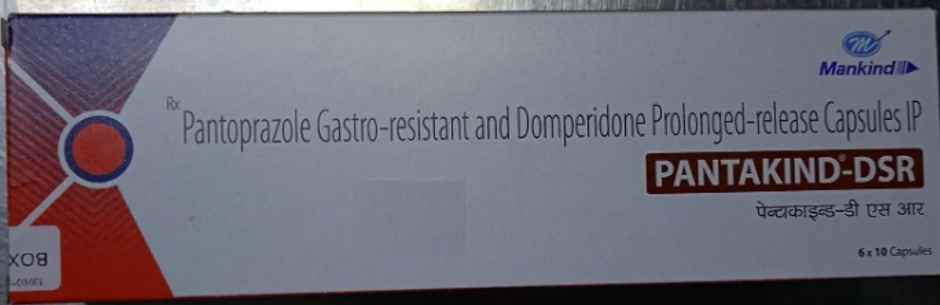 Mankind
Rx
Pantoprazole Gastro-resistant and Domperidone Prolonged-release Capsules IP
PANTAKIND®-DSR
पेन्टाकाइन्ड-डी एस आर
6 x 10 Capsules
BOX